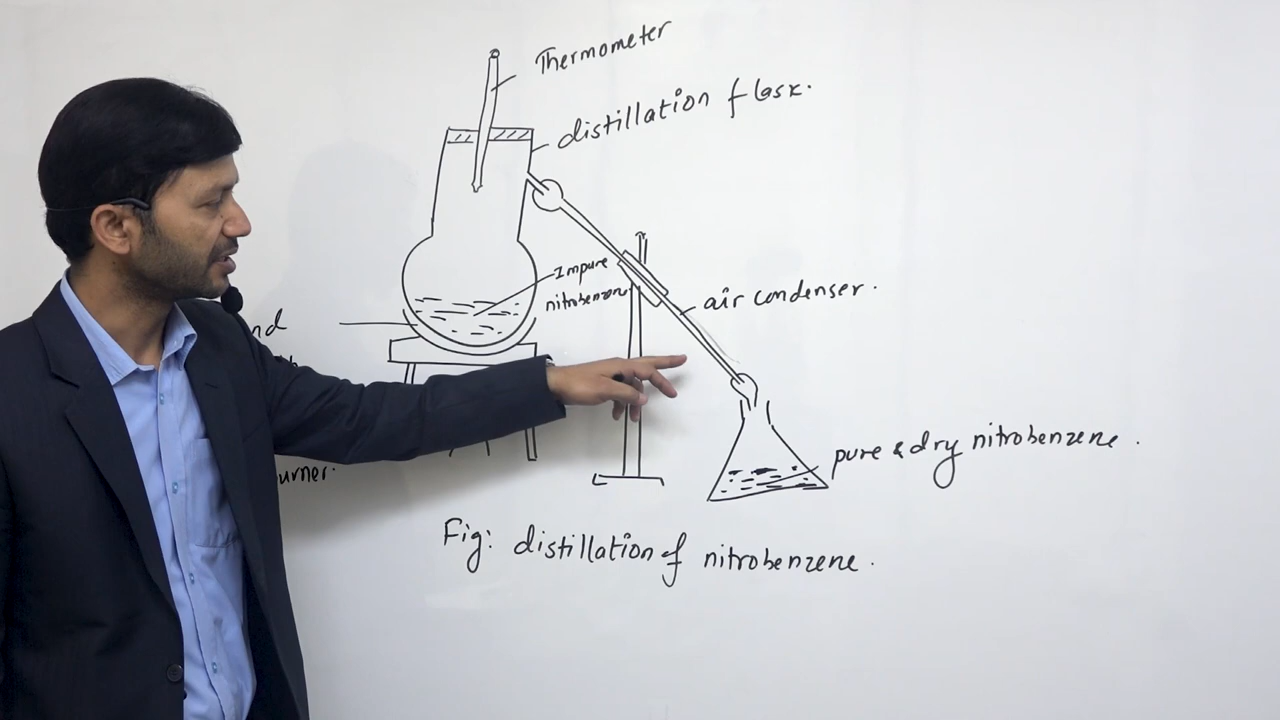 Thermometer
distillation flask.
Impure
nitrobenzene
air condenser.
pure & dry nitrobenzene.
Fig: distillation of nitrobenzene.